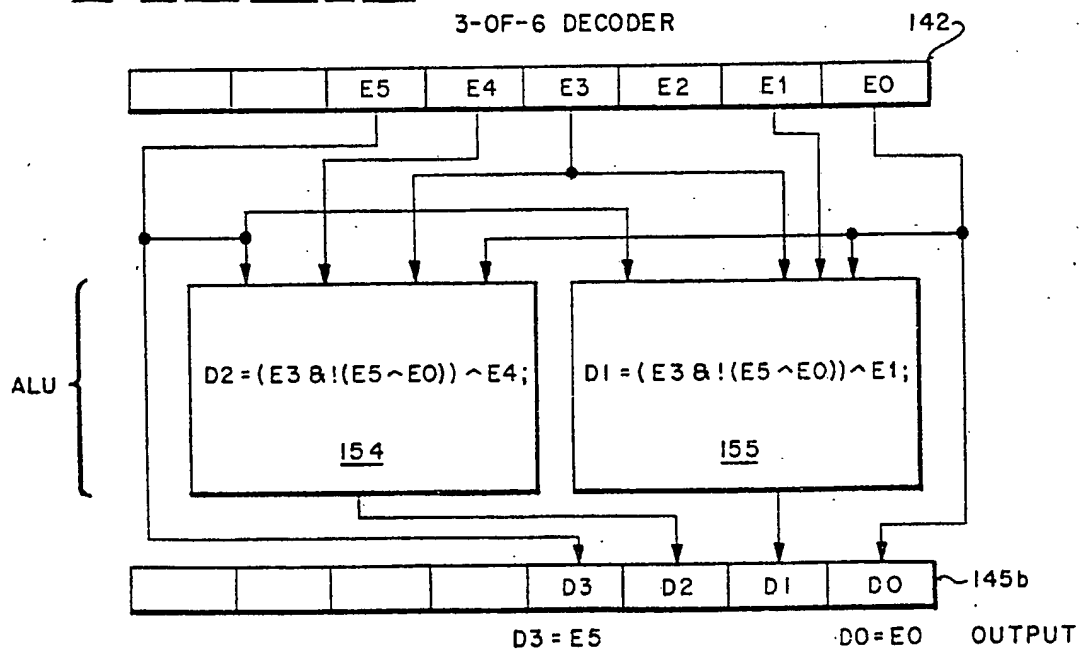 3-OF-6 DECODER
142
E5 E4 E3 E2 E1 E0
ALU
D2=(E3 &!(E5^E0))^E4;
D1=(E3 &!(E5^E0))^E1;
154
155
D3 D2 D1 D0
145b
D3=E5
D0=E0
OUTPUT